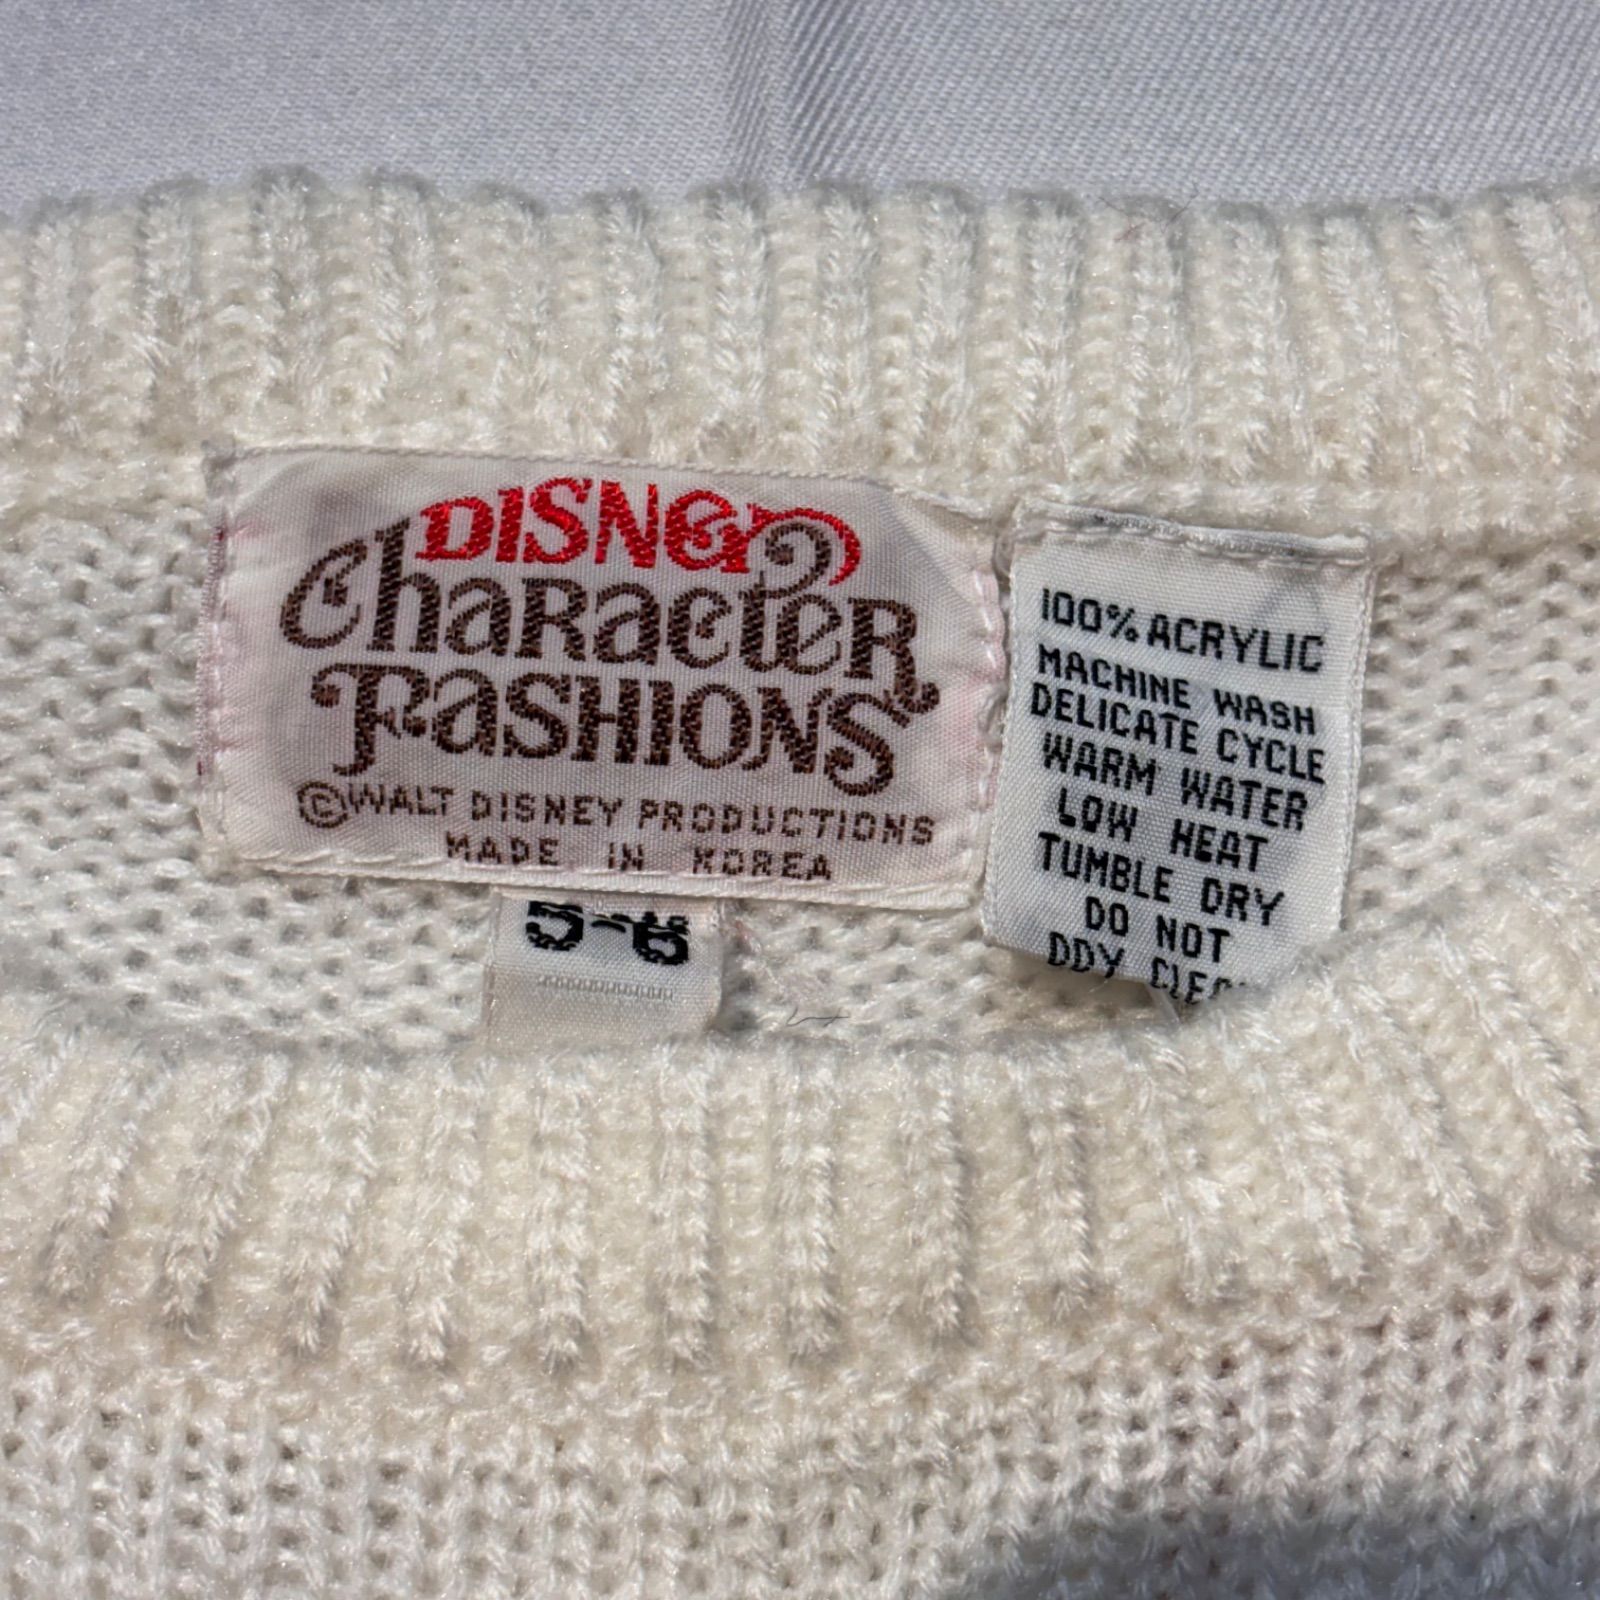 DISNEY
Character
Fashions
©WALT DISNEY PRODUCTIONS
MADE IN KOREA
5-6
100% ACRYLIC
MACHINE WASH
DELICATE CYCLE
WARM WATER
LOW HEAT
TUMBLE DRY
DO NOT